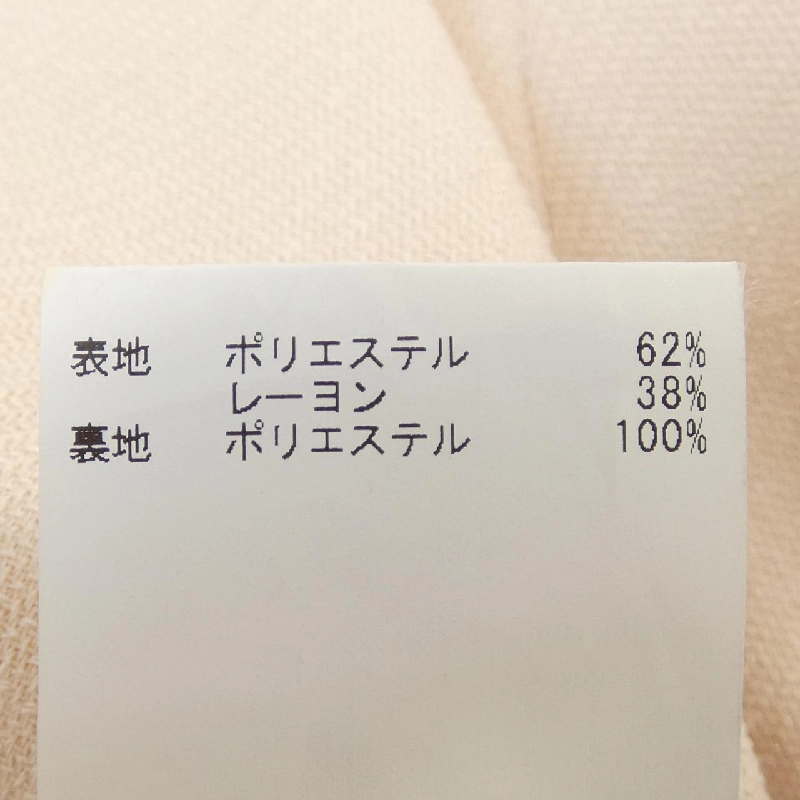 表地 ポリエステル 62%
レーヨン 38%
裏地 ポリエステル 100%